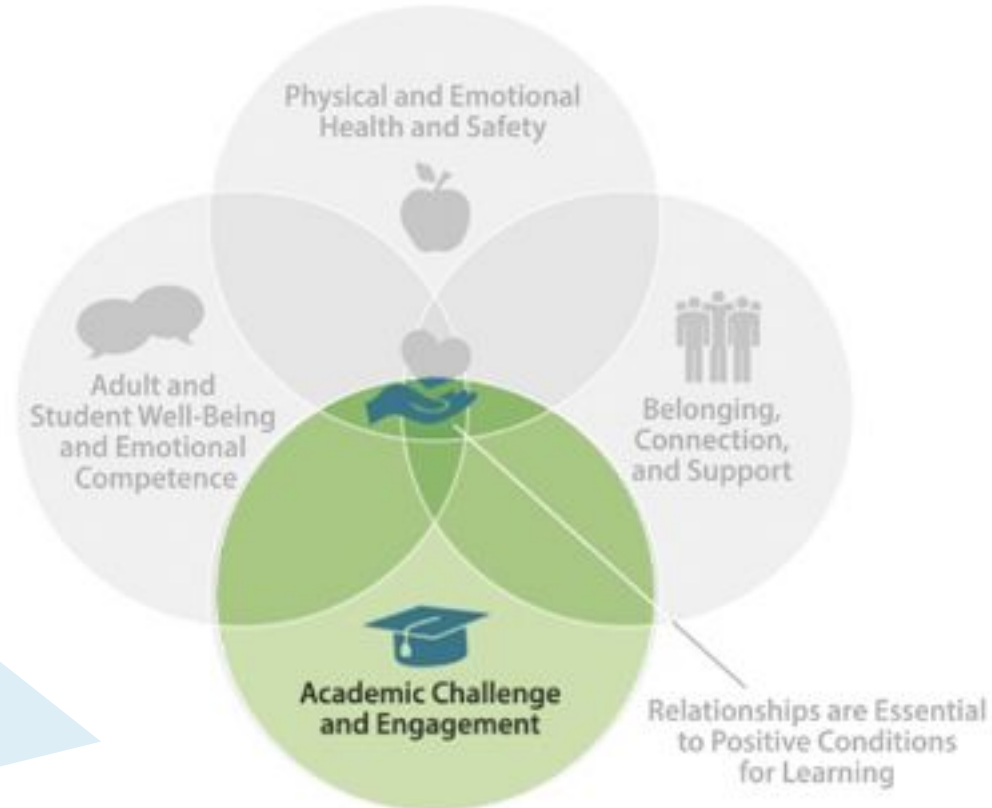 Physical and Emotional
Health and Safety
Adult and
Student Well-Being
and Emotional
Competence
Belonging,
Connection,
and Support
Academic Challenge
and Engagement
Relationships are Essential
to Positive Conditions
for Learning